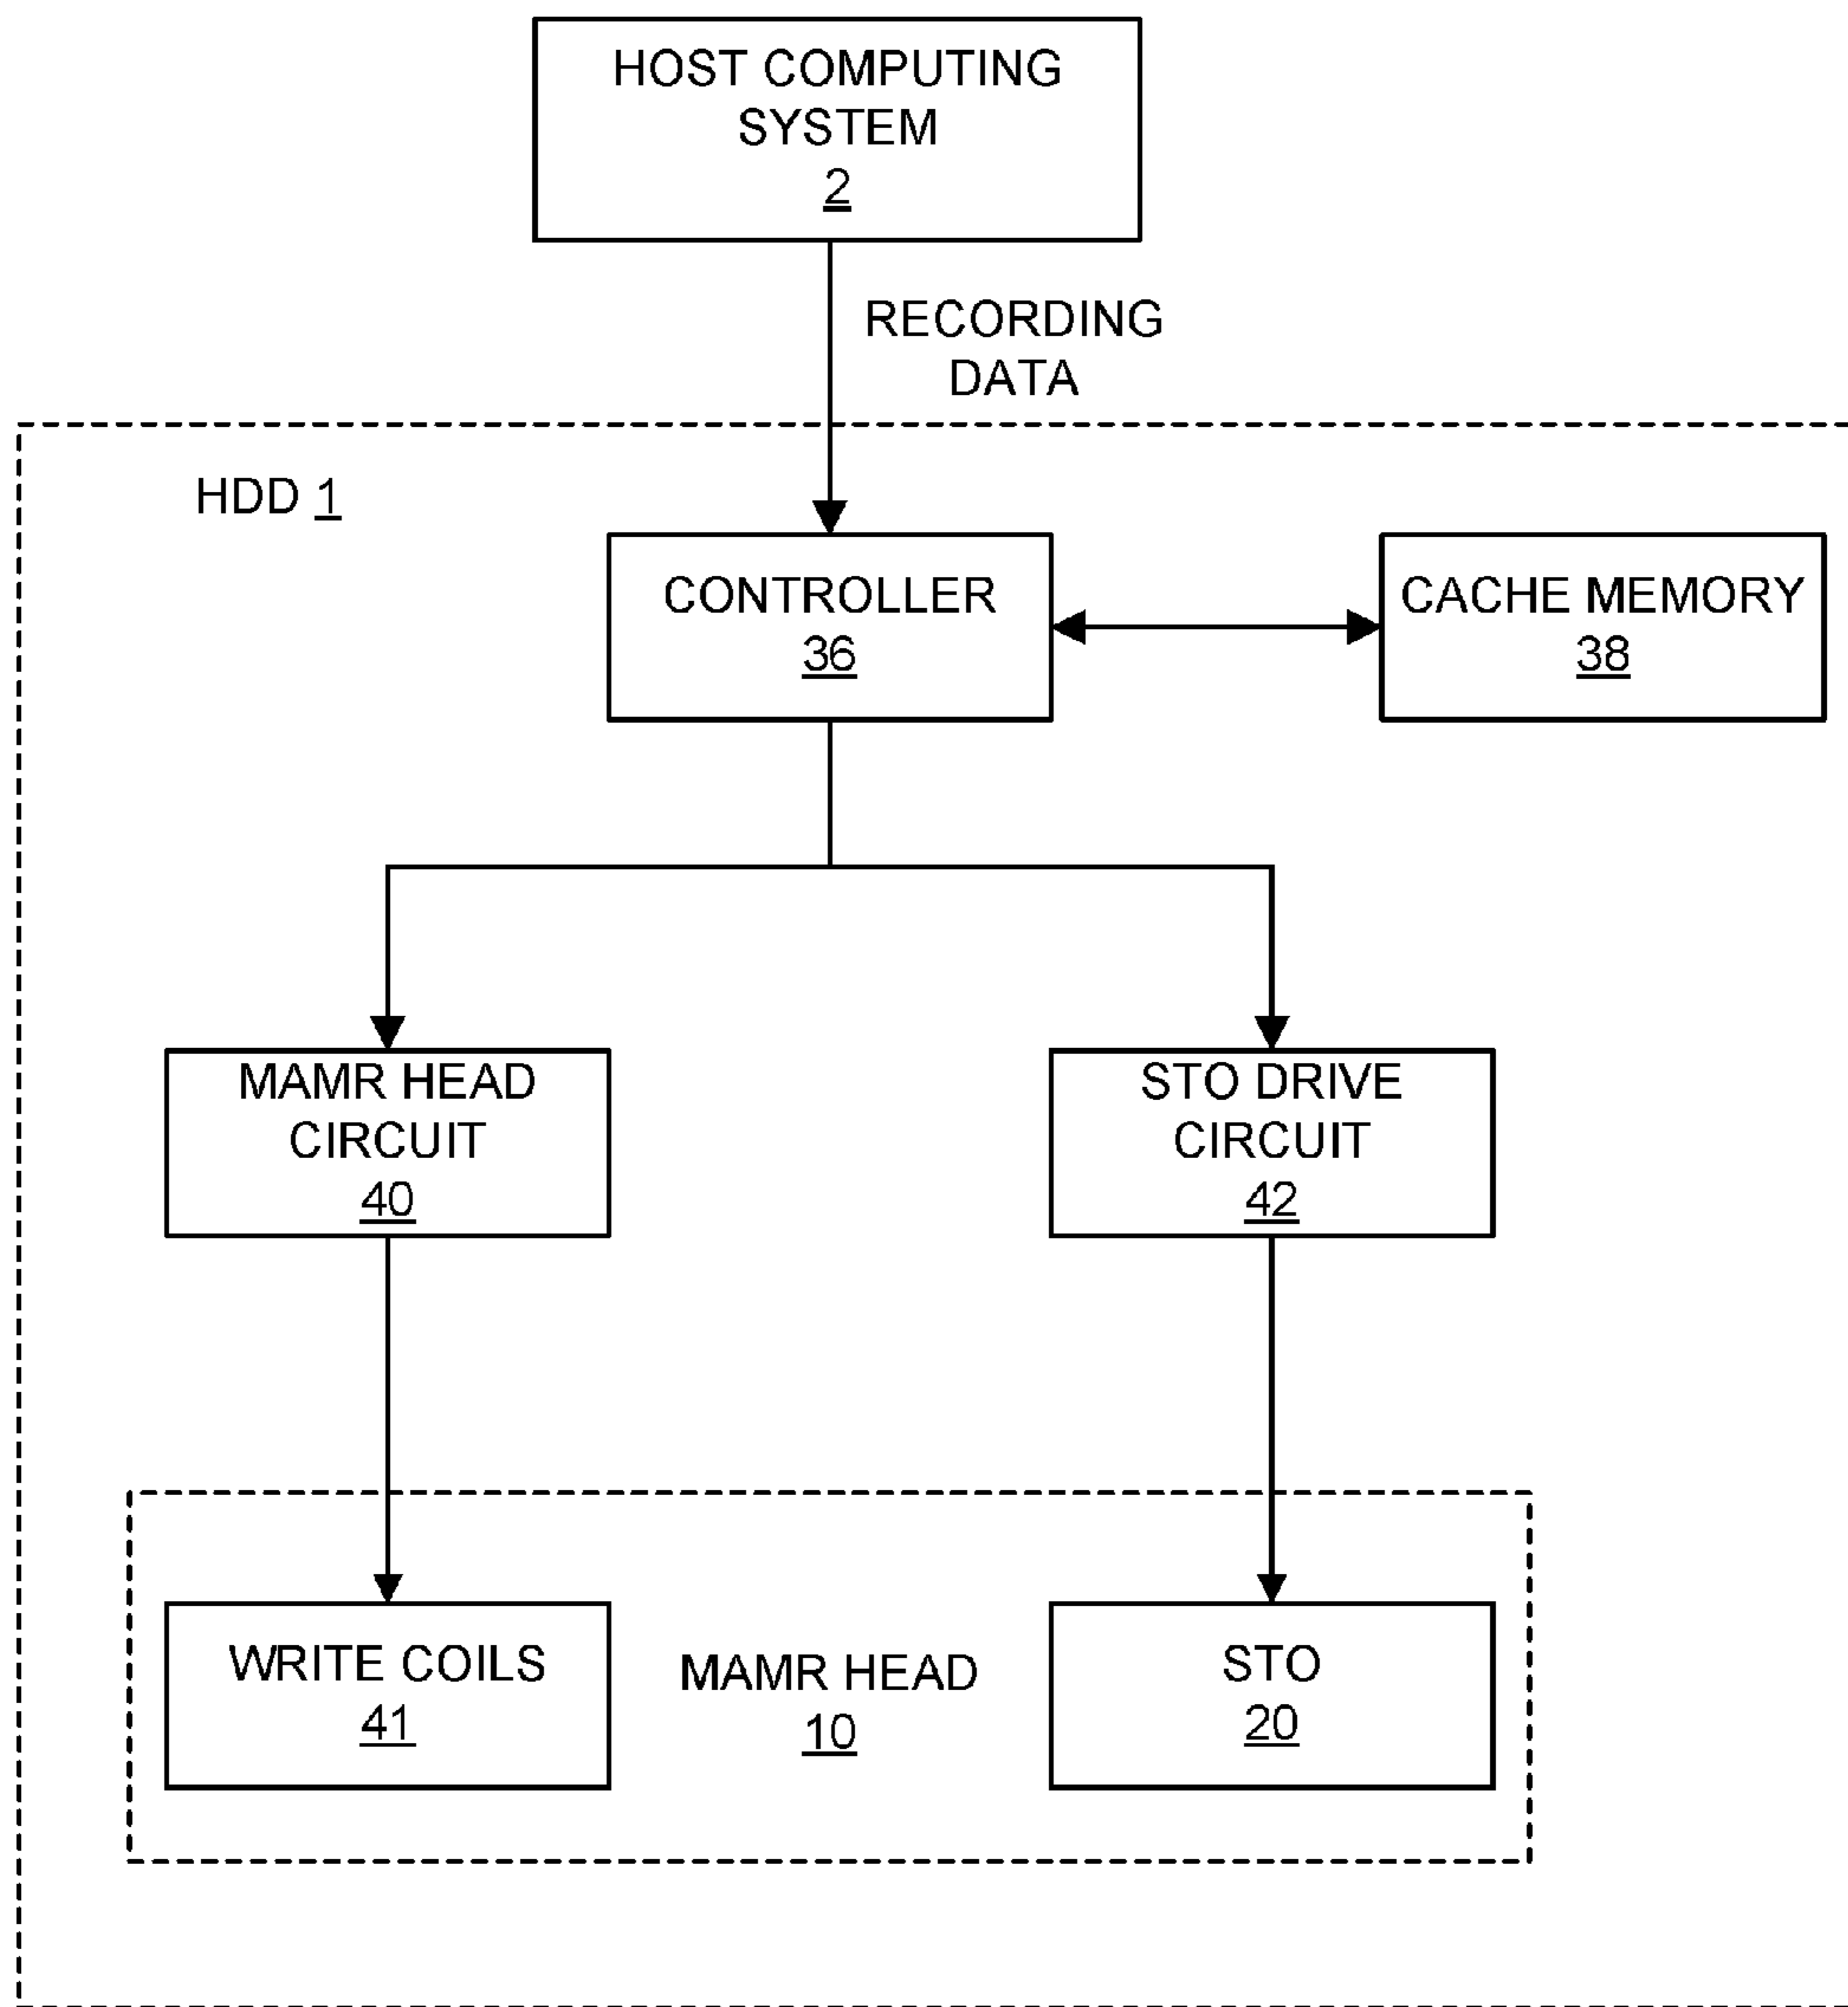 HOST COMPUTING
SYSTEM
2
RECORDING
DATA
HDD 1
CONTROLLER
36
CACHE MEMORY
38
MAMR HEAD
CIRCUIT
40
STO DRIVE
CIRCUIT
42
WRITE COILS
41
MAMR HEAD
10
STO
20